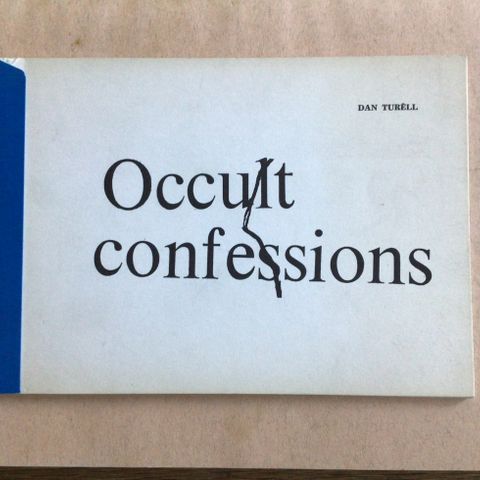 DAN TURÈLL
Occult
confessions